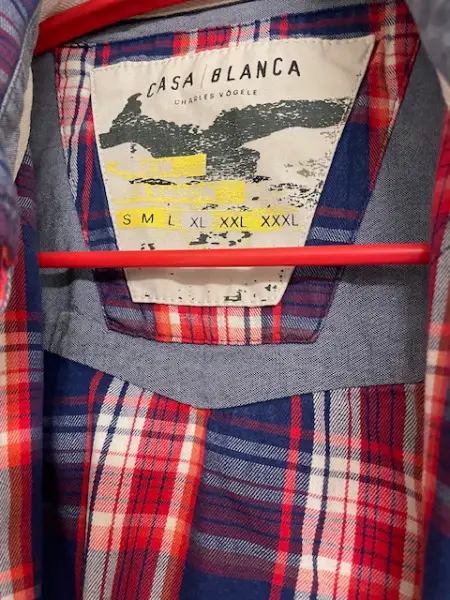 CASA / BLANCA
CHARLES VÖGELE
S M L XL XXL XXXL